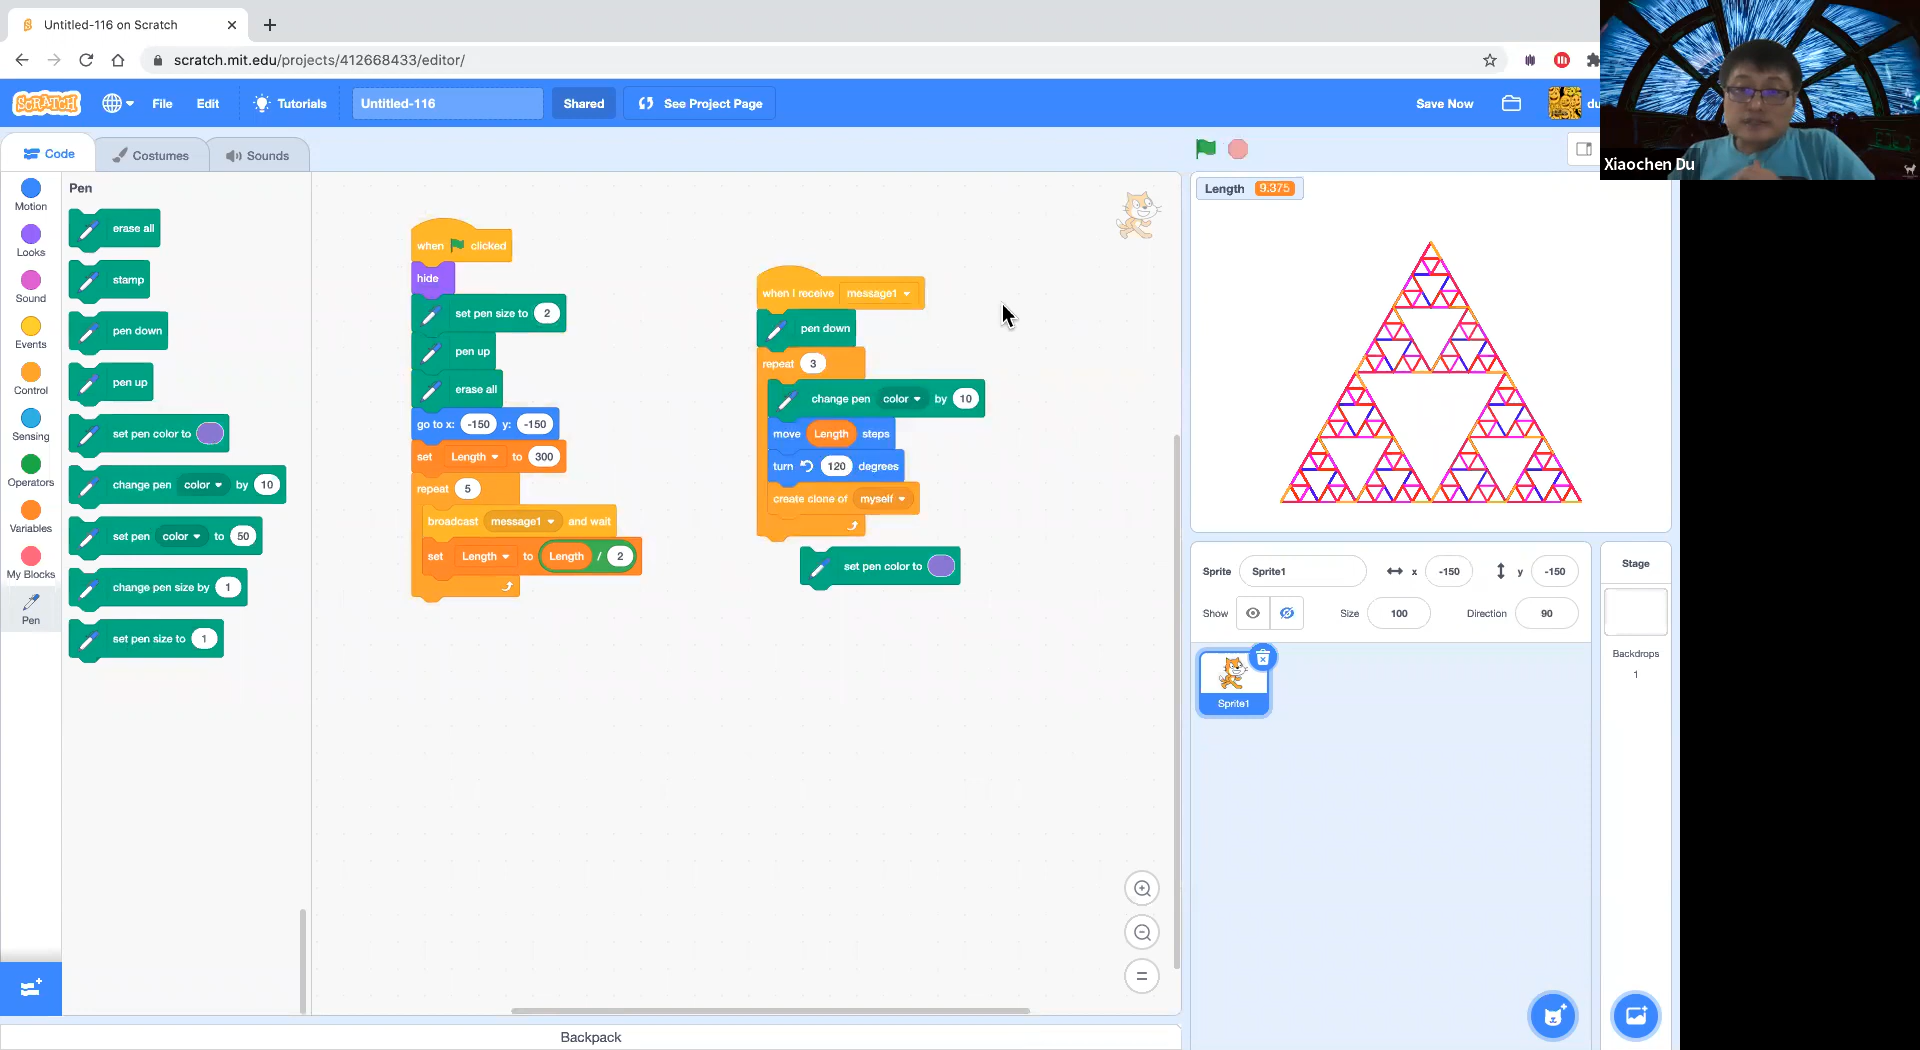 Untitled-116 on Scratch
scratch.mit.edu/projects/412668433/editor/
SCRATCH File Edit Tutorials Untitled-116 Shared See Project Page Save Now du
Xiaochen Du
Code Costumes Sounds
Motion
Looks
Sound
Events
Control
Sensing
Operators
Variables
My Blocks
Pen
Pen
erase all
stamp
pen down
pen up
set pen color to
change pen color by 10
set pen color to 50
change pen size by 1
set pen size to 1
when clicked
hide
set pen size to 2
pen up
erase all
go to x: -150 y: -150
set Length to 300
repeat 5
broadcast message1 and wait
set Length to Length / 2
when I receive message1
pen down
repeat 3
change pen color by 10
move Length steps
turn 120 degrees
create clone of myself
set pen color to
Length 9.375
Sprite Sprite1 x -150 y -150
Show Size 100 Direction 90
Sprite1
Stage
Backdrops
1
Backpack